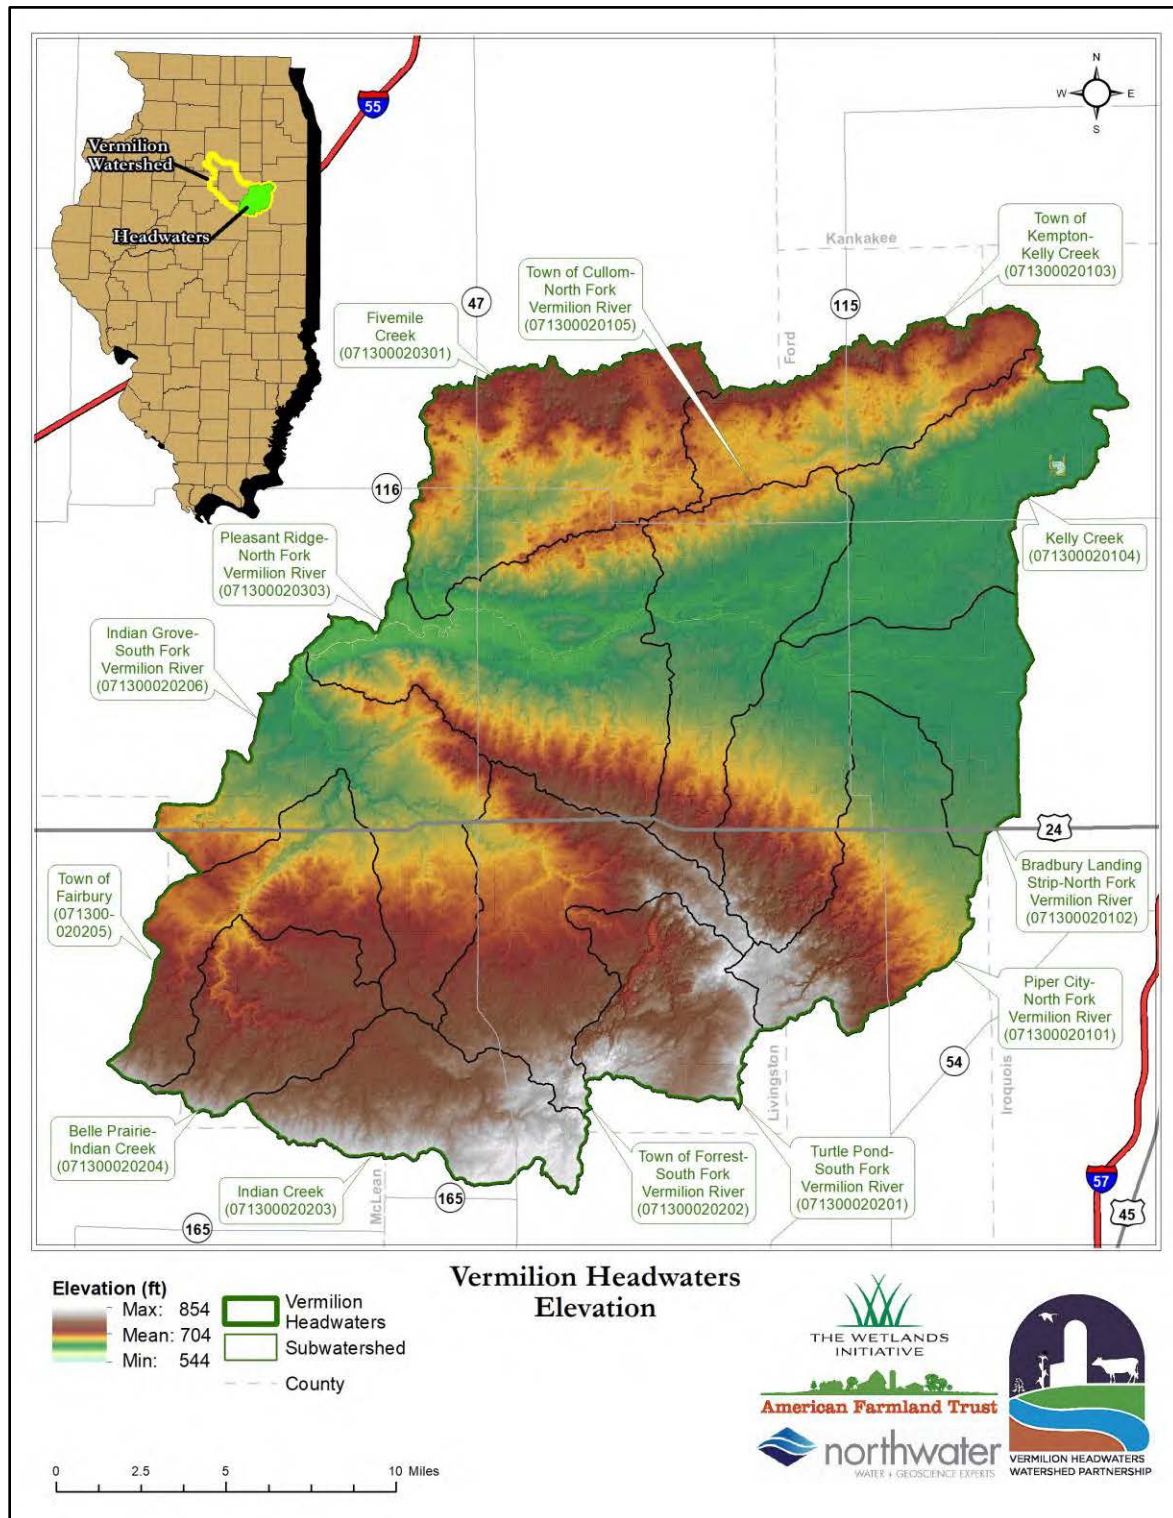 N
W
E
S
55
Vermilion
Watershed
Headwaters
Kankakee
Town of
Kempton-
Kelly Creek
(071300020103)
Town of Cullom-
North Fork
Vermilion River
(071300020105)
47
115
Fivemile
Creek
(071300020301)
Ford
116
Pleasant Ridge-
North Fork
Vermilion River
(071300020303)
Kelly Creek
(071300020104)
Indian Grove-
South Fork
Vermilion River
(071300020206)
24
Town of
Fairbury
(071300-
020205)
Bradbury Landing
Strip-North Fork
Vermilion River
(071300020102)
Piper City-
North Fork
Vermilion River
(071300020101)
54
Livingston
Iroquois
Belle Prairie-
Indian Creek
(071300020204)
Indian Creek
(071300020203)
McLean
165
165
Town of Forrest-
South Fork
Vermilion River
(071300020202)
Turtle Pond-
South Fork
Vermilion River
(071300020201)
57
45
Vermilion Headwaters
Elevation
Elevation (ft)
Max: 854
Mean: 704
Min: 544
Vermilion
Headwaters
Subwatershed
County
0 2.5 5 10 Miles
THE WETLANDS
INITIATIVE
American Farmland Trust
northwater
WATER + GEOSCIENCE EXPERTS
VERMILION HEADWATERS
WATERSHED PARTNERSHIP